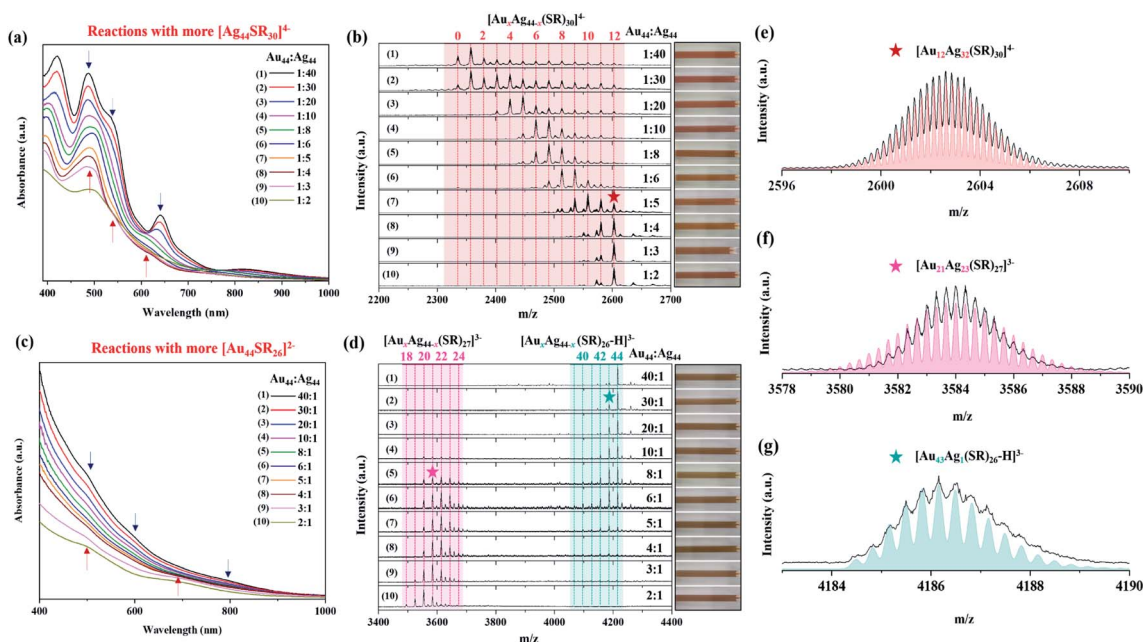 Reactions with more [Ag44SR30]4-
(a)
Absorbance (a.u.)
Au44:Ag44
(1) 1:40
(2) 1:30
(3) 1:20
(4) 1:10
(5) 1:8
(6) 1:6
(7) 1:5
(8) 1:4
(9) 1:3
(10) 1:2
400 500 600 700 800 900 1000
Wavelength (nm)
(b)
[AuxAg44-x(SR)30]4-
0 2 4 6 8 10 12 Au44:Ag44
Intensity (a.u.)
(1) 1:40
(2) 1:30
(3) 1:20
(4) 1:10
(5) 1:8
(6) 1:6
(7) 1:5
(8) 1:4
(9) 1:3
(10) 1:2
2200 2300 2400 2500 2600 2700
m/z
(c)
Reactions with more [Au44SR26]2-
Absorbance (a.u.)
Au44:Ag44
(1) 40:1
(2) 30:1
(3) 20:1
(4) 10:1
(5) 8:1
(6) 6:1
(7) 5:1
(8) 4:1
(9) 3:1
(10) 2:1
400 600 800 1000
Wavelength (nm)
(d)
[AuxAg44-x(SR)27]3- [AuxAg44-x(SR)26-H]3-
18 20 22 24 40 42 44 Au44:Ag44
Intensity (a.u.)
(1) 40:1
(2) 30:1
(3) 20:1
(4) 10:1
(5) 8:1
(6) 6:1
(7) 5:1
(8) 4:1
(9) 3:1
(10) 2:1
3400 3600 3800 4000 4200 4400
m/z
(e)
[Au12Ag32(SR)30]4-
Intensity (a.u.)
2596 2600 2604 2608
m/z
(f)
[Au21Ag23(SR)27]3-
Intensity (a.u.)
3578 3580 3582 3584 3586 3588 3590
m/z
(g)
[Au43Ag1(SR)26-H]3-
Intensity (a.u.)
4184 4186 4188 4190
m/z